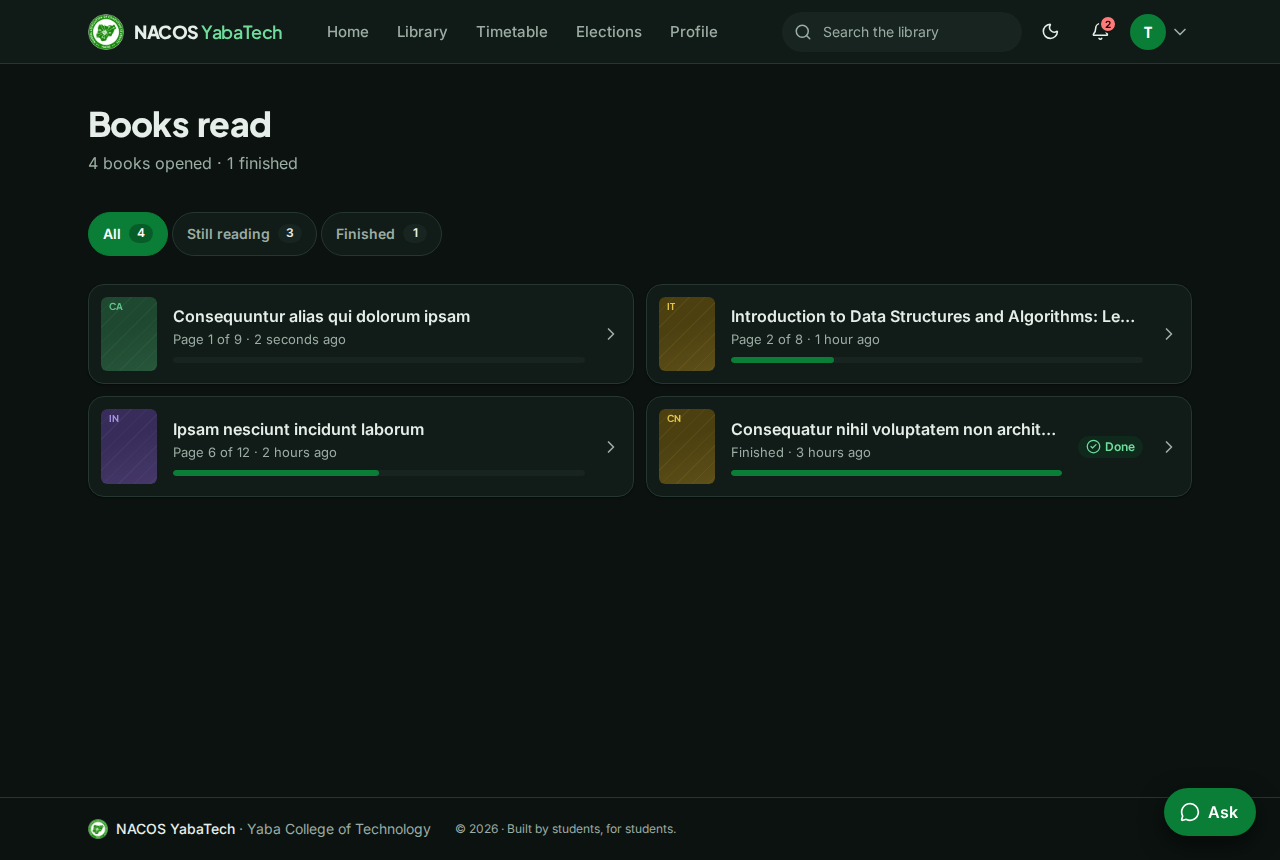 NACOS YabaTech
Home
Library
Timetable
Elections
Profile
Search the library
2
T
Books read
4 books opened · 1 finished
All 4
Still reading 3
Finished 1
CA
Consequuntur alias qui dolorum ipsam
Page 1 of 9 · 2 seconds ago
IT
Introduction to Data Structures and Algorithms: Le...
Page 2 of 8 · 1 hour ago
IN
Ipsam nesciunt incidunt laborum
Page 6 of 12 · 2 hours ago
CN
Consequatur nihil voluptatem non archit...
Finished · 3 hours ago
Done
NACOS YabaTech · Yaba College of Technology
© 2026 · Built by students, for students.
Ask